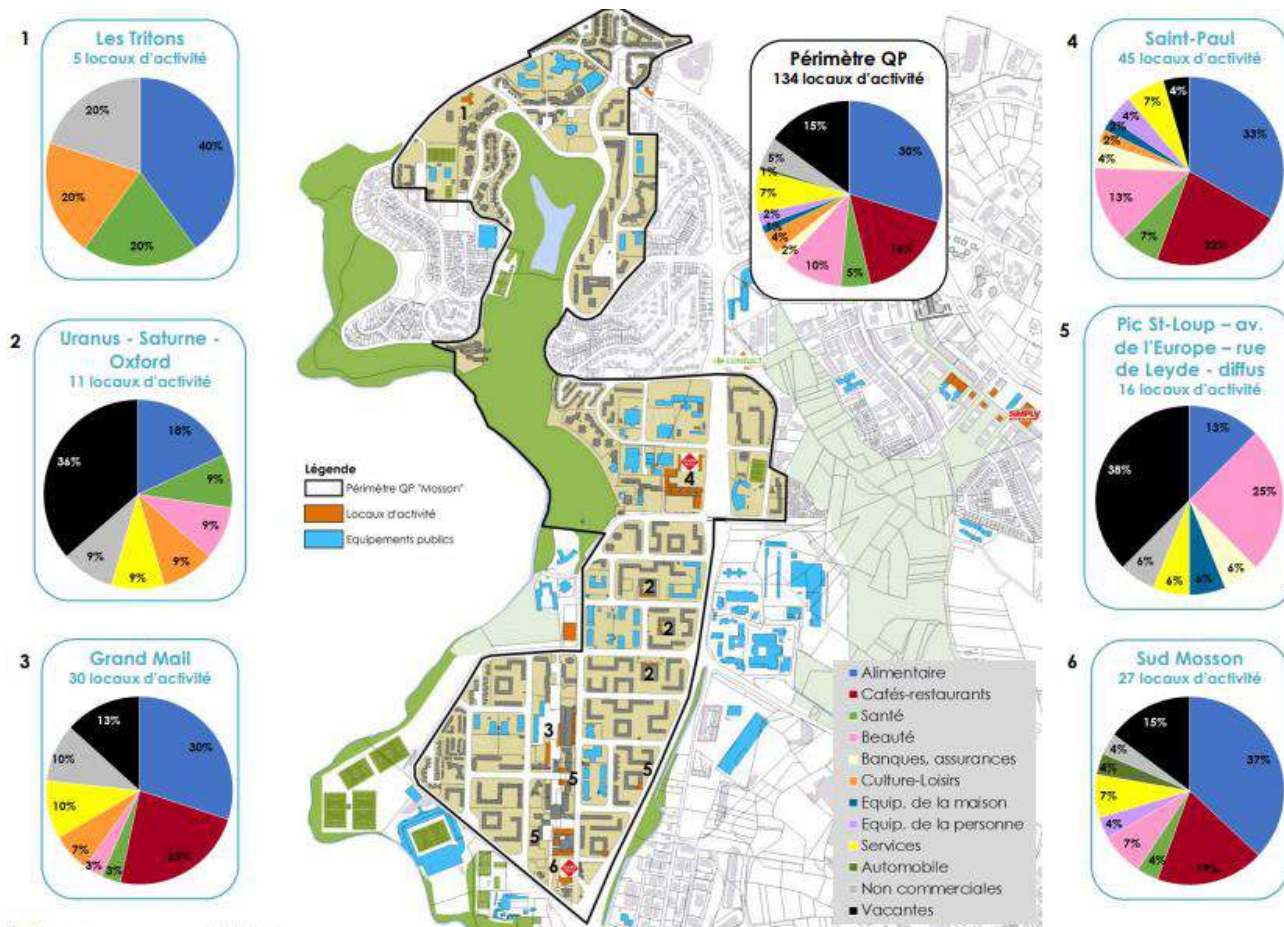 1
Les Tritons
5 locaux d'activité
20%
40%
20%
20%
2
Uranus - Saturne -
Oxford
11 locaux d'activité
36%
18%
9%
9%
9%
9%
9%
3
Grand Mail
30 locaux d'activité
13%
10%
30%
10%
7%
3%
3%
23%
1
Périmètre QP
134 locaux d'activité
15%
30%
5%
1%
7%
2%
1%
4%
2%
10%
5%
Légende
Périmètre QP "Mosson"
Locaux d'activité
Equipements publics
4
2
2
2
3
5
5
5
6
SIMPLY
Alimentaire
Cafés-restaurants
Santé
Beauté
Banques, assurances
Culture-Loisirs
Equip. de la maison
Equip. de la personne
Services
Automobile
Non commerciales
Vacantes
4
Saint-Paul
45 locaux d'activité
4%
7%
4%
2%
2%
4%
13%
7%
22%
33%
5
Pic St-Loup – av.
de l'Europe – rue
de Leyde - diffus
16 locaux d'activité
38%
13%
25%
6%
6%
6%
6%
6
Sud Mosson
27 locaux d'activité
15%
4%
4%
7%
4%
7%
4%
19%
37%